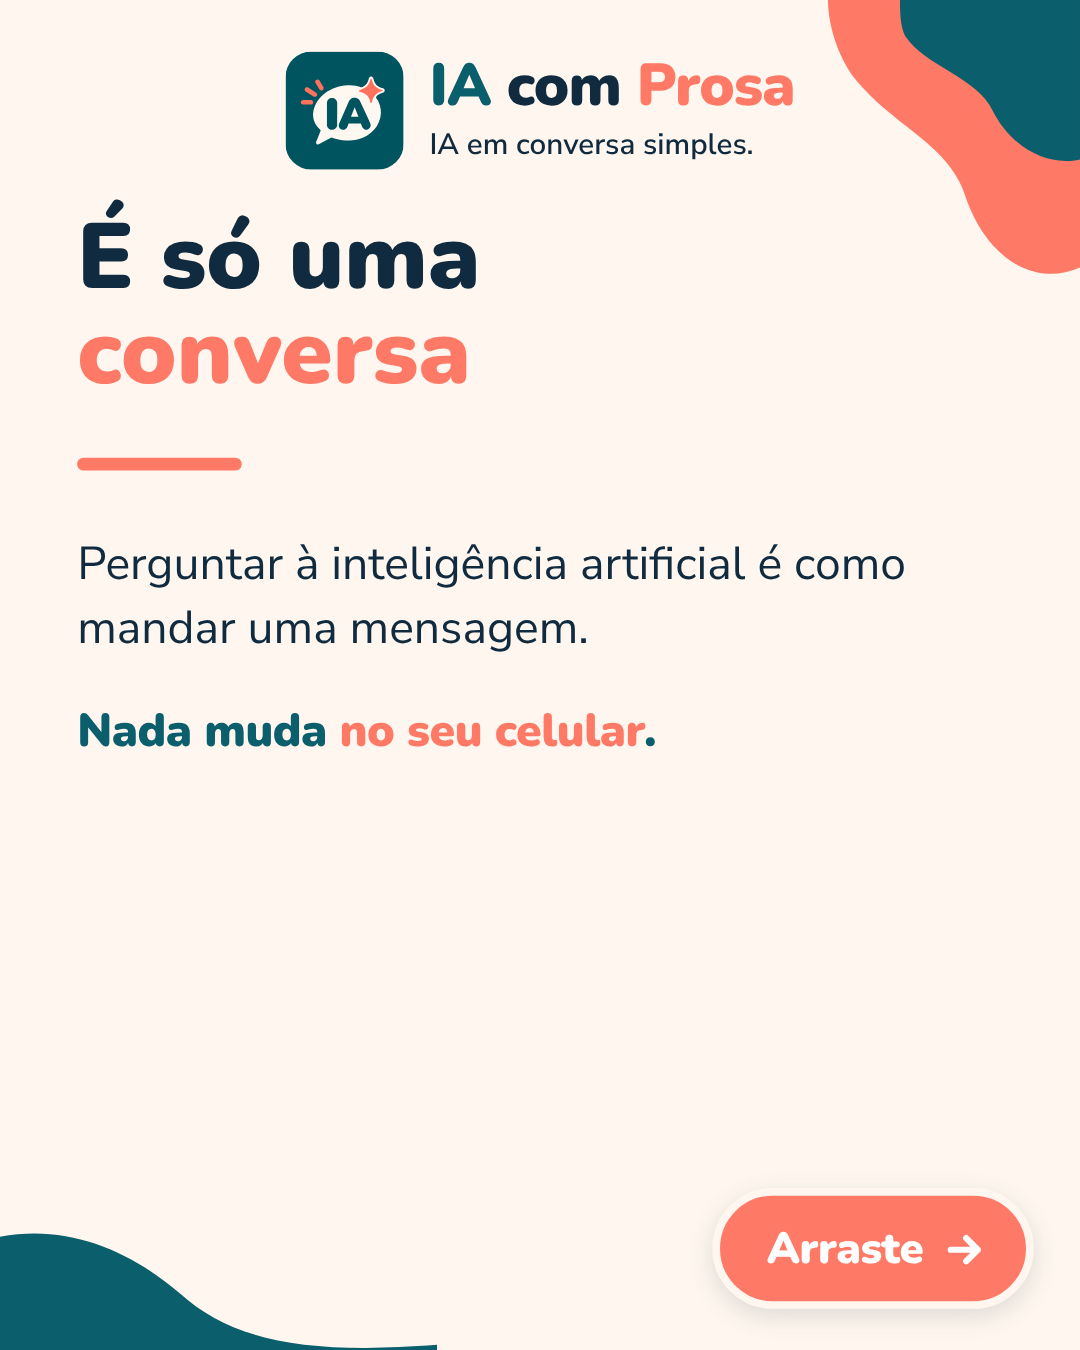 IA
IA com Prosa
IA em conversa simples.
É só uma
conversa
Perguntar à inteligência artificial é como
mandar uma mensagem.
Nada muda no seu celular.
Arraste →